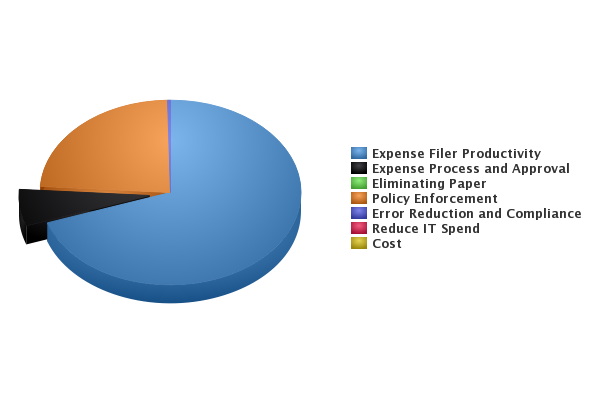 Expense Filer Productivity
Expense Process and Approval
Eliminating Paper
Policy Enforcement
Error Reduction and Compliance
Reduce IT Spend
Cost